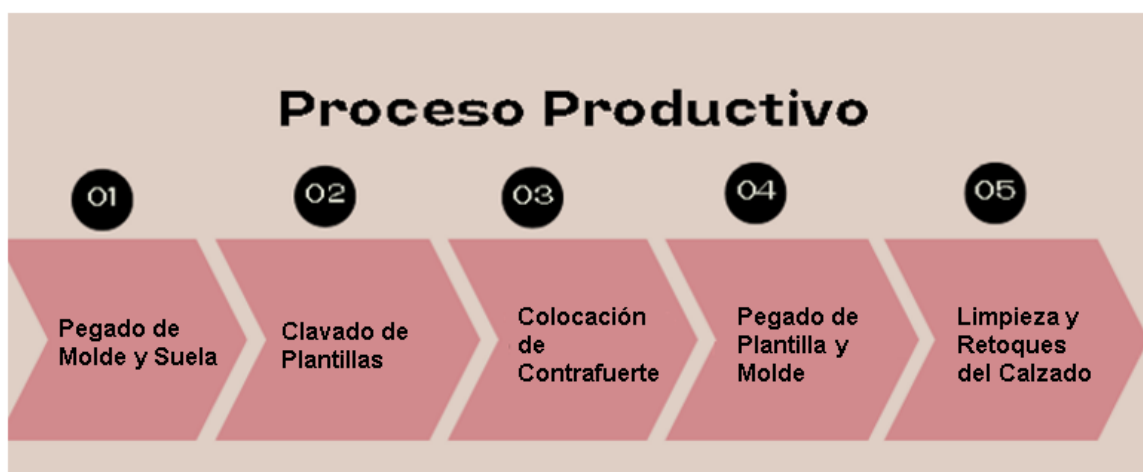 Proceso Productivo
01
02
03
04
05
Pegado de
Molde y Suela
Clavado de
Plantillas
Colocación
de
Contrafuerte
Pegado de
Plantilla y
Molde
Limpieza y
Retoques
del Calzado